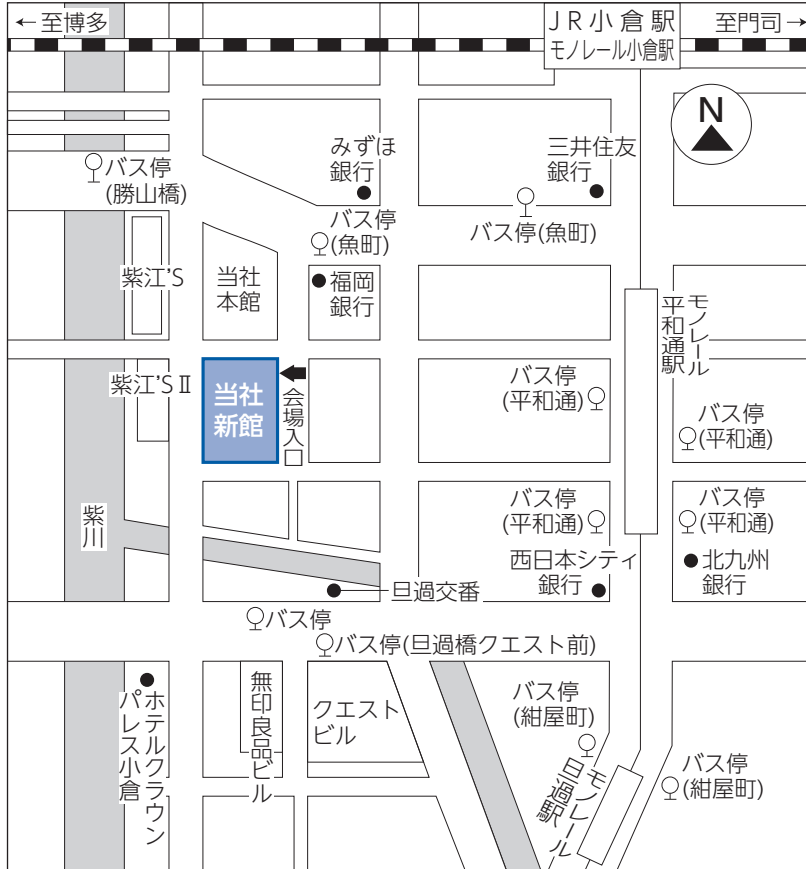 ←至博多
JR小倉駅
モノレール小倉駅
至門司→
N
みずほ
銀行
三井住友
銀行
バス停
(勝山橋)
バス停
(魚町)
バス停(魚町)
紫江'S
当社
本館
福岡
銀行
モノレール
平和通駅
紫江'SⅡ
当社
新館
会場入口
バス停
(平和通)
バス停
(平和通)
紫川
バス停
(平和通)
バス停
(平和通)
西日本シティ
銀行
北九州
銀行
旦過交番
バス停
バス停(旦過橋クエスト前)
ホテルクラウン
パレス小倉
無印良品ビル
クエスト
ビル
バス停
(紺屋町)
モノレール
旦過駅
バス停
(紺屋町)